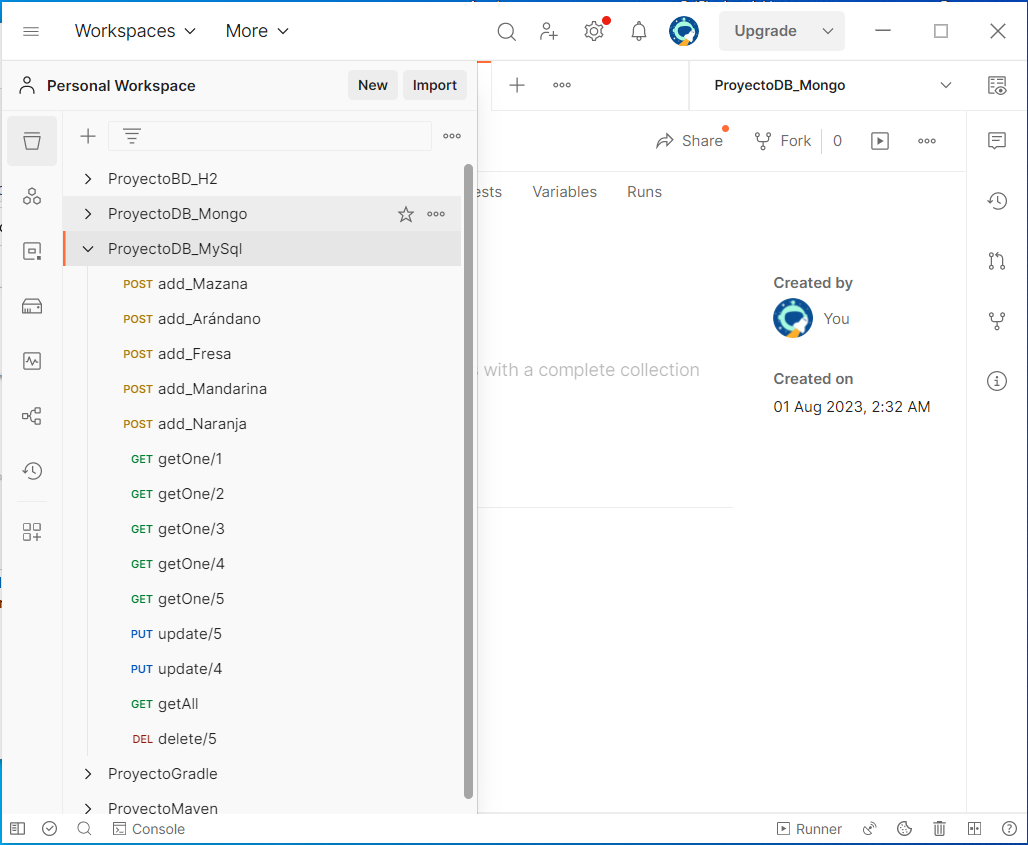 Workspaces More Upgrade
Personal Workspace New Import ProyectoDB_Mongo
Share Fork 0
ests Variables Runs
ProyectoBD_H2
ProyectoDB_Mongo
ProyectoDB_MySql
POST add_Mazana
POST add_Arándano
POST add_Fresa
POST add_Mandarina
POST add_Naranja
GET getOne/1
GET getOne/2
GET getOne/3
GET getOne/4
GET getOne/5
PUT update/5
PUT update/4
GET getAll
DEL delete/5
ProyectoGradle
ProyectoMaven
with a complete collection
Created by
You
Created on
01 Aug 2023, 2:32 AM
Console Runner